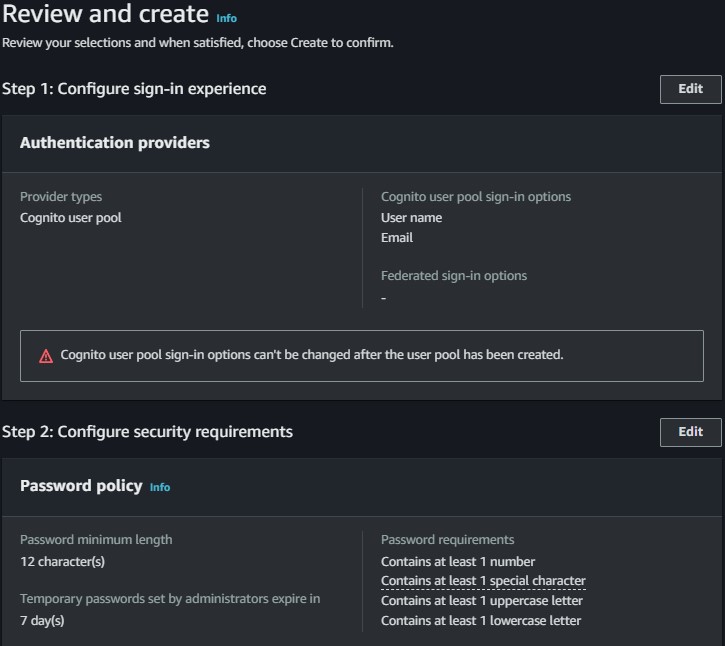 Review and create Info
Review your selections and when satisfied, choose Create to confirm.
Step 1: Configure sign-in experience
Edit
Authentication providers
Provider types
Cognito user pool
Cognito user pool sign-in options
User name
Email
Federated sign-in options
-
Cognito user pool sign-in options can't be changed after the user pool has been created.
Step 2: Configure security requirements
Edit
Password policy Info
Password minimum length
12 character(s)
Temporary passwords set by administrators expire in
7 day(s)
Password requirements
Contains at least 1 number
Contains at least 1 special character
Contains at least 1 uppercase letter
Contains at least 1 lowercase letter